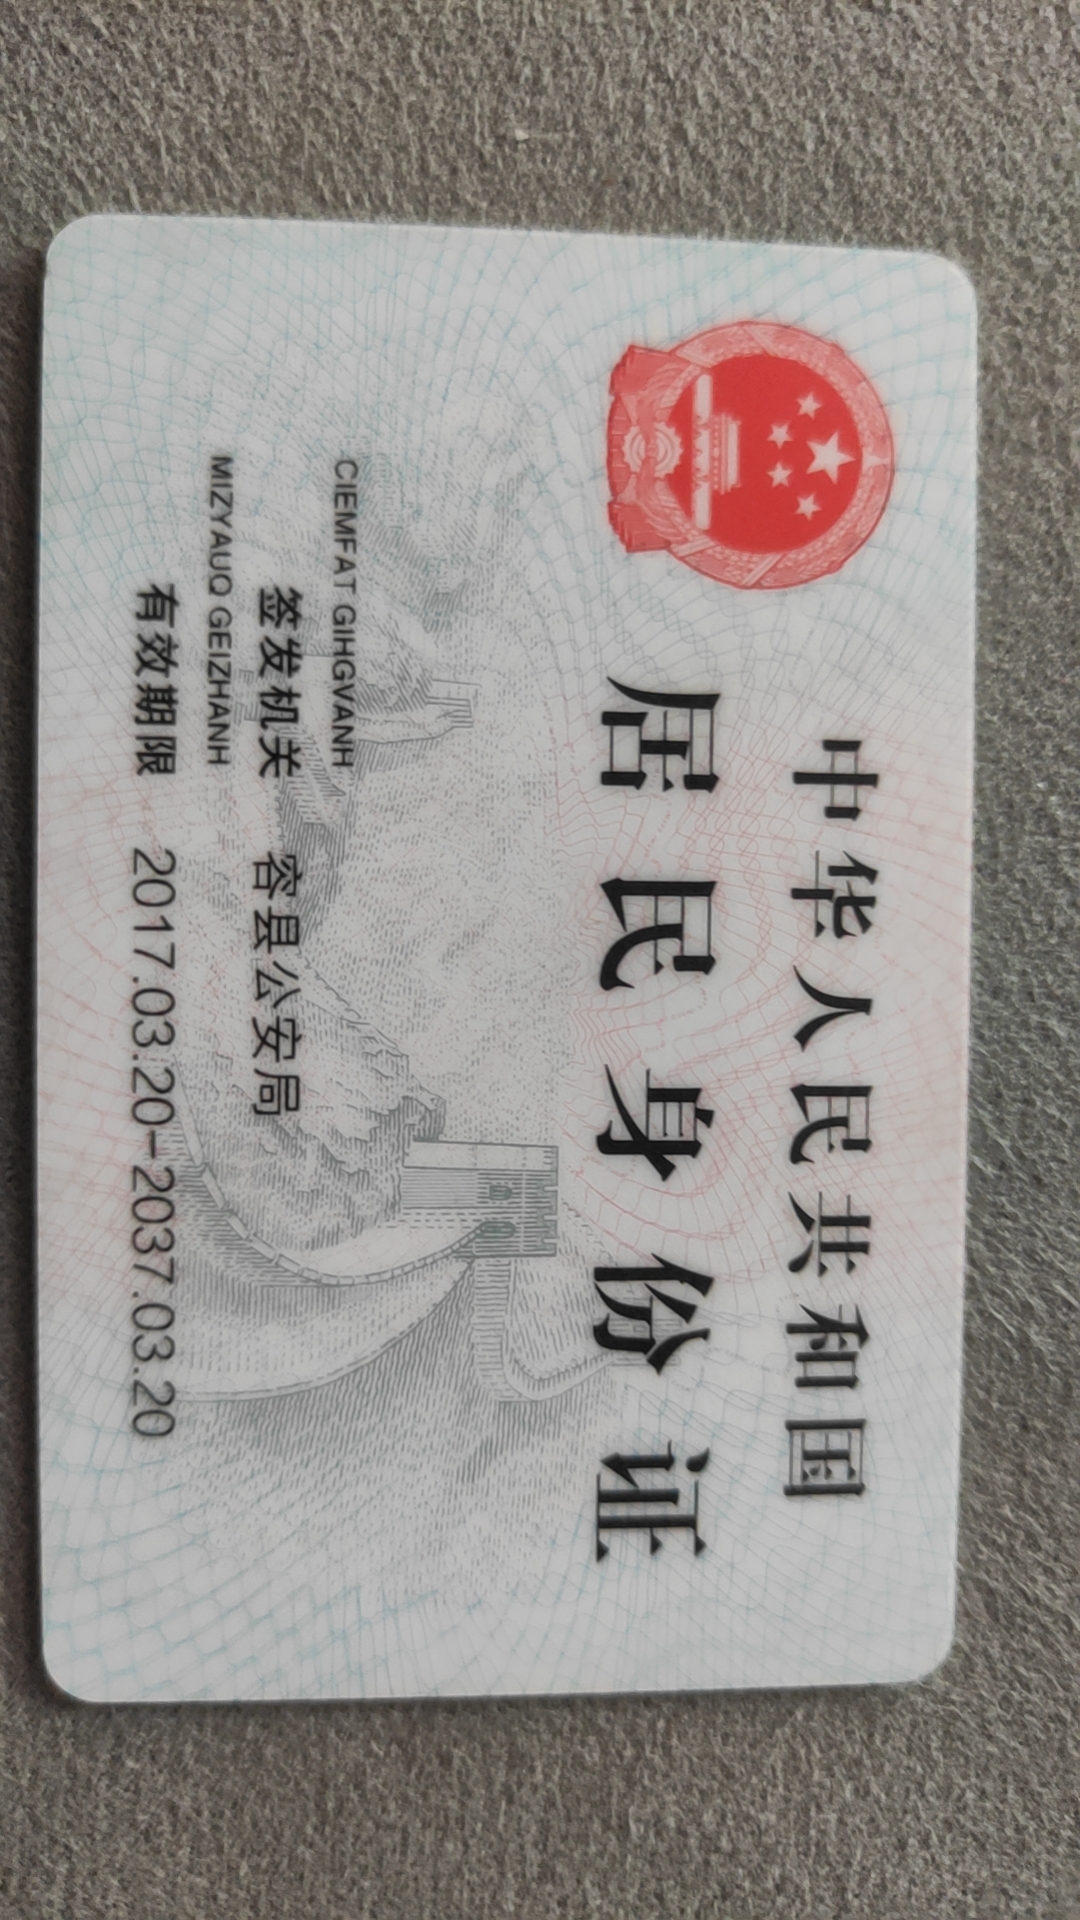 中华人民共和国
居民身份证
CIEMFAT GIHGVANH
签发机关 容县公安局
MIZYAUQ GEIZHANH
有效期限 2017.03.20-2037.03.20